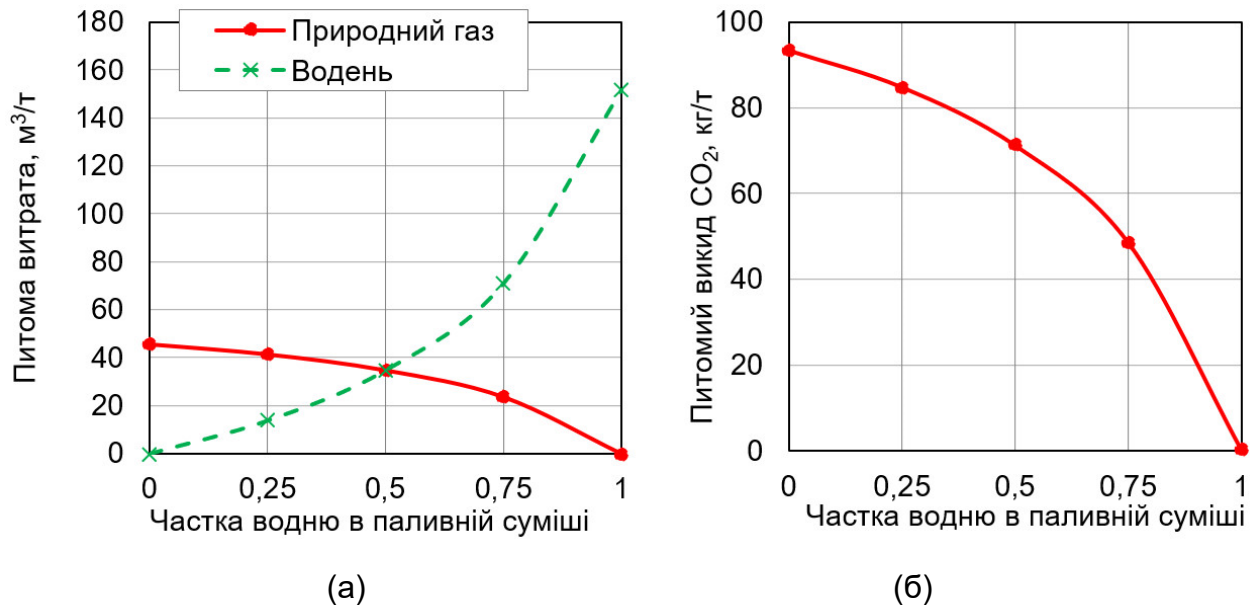 Питома витрата, м³/т
180
160
140
120
100
80
60
40
20
0
Природний газ
Водень
0 0,25 0,5 0,75 1
Частка водню в паливній суміші
(а)
Питомий викид CO₂, кг/т
100
80
60
40
20
0
0 0,25 0,5 0,75 1
Частка водню в паливній суміші
(б)